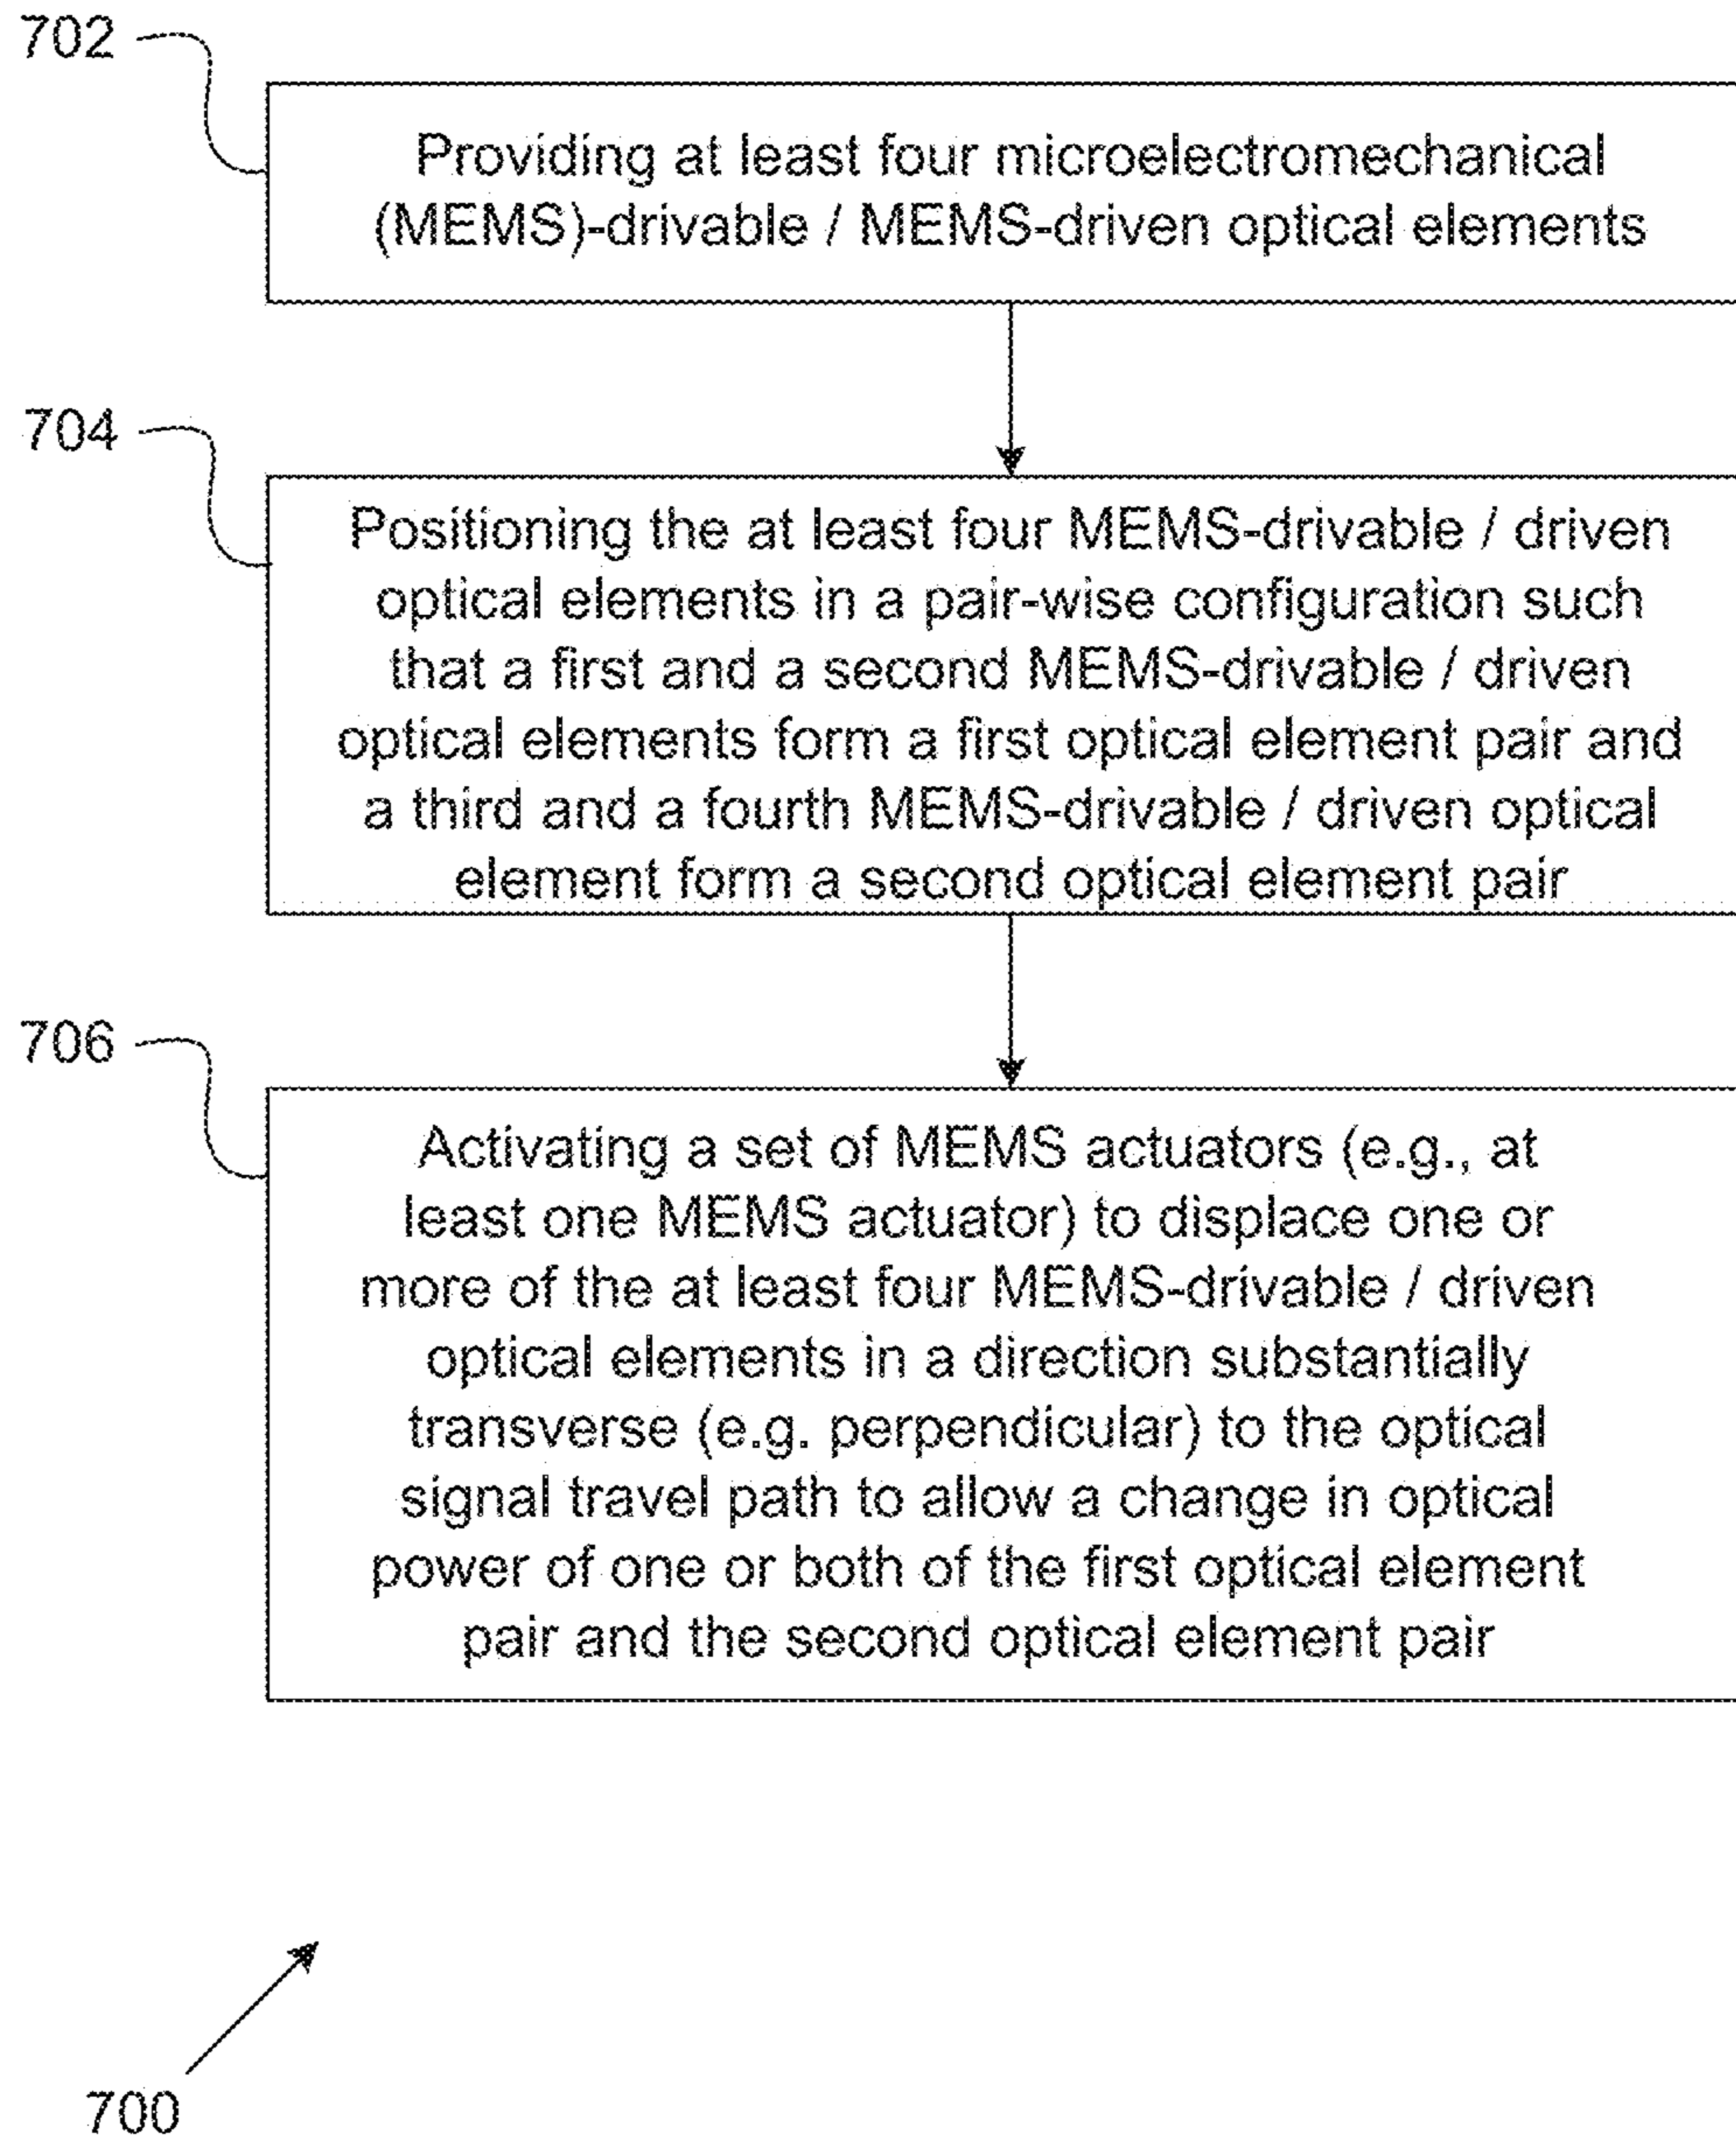 702
Providing at least four microelectromechanical
(MEMS)-drivable / MEMS-driven optical elements
704
Positioning the at least four MEMS-drivable / driven
optical elements in a pair-wise configuration such
that a first and a second MEMS-drivable / driven
optical elements form a first optical element pair and
a third and a fourth MEMS-drivable / driven optical
element form a second optical element pair
706
Activating a set of MEMS actuators (e.g., at
least one MEMS actuator) to displace one or
more of the at least four MEMS-drivable / driven
optical elements in a direction substantially
transverse (e.g. perpendicular) to the optical
signal travel path to allow a change in optical
power of one or both of the first optical element
pair and the second optical element pair
700